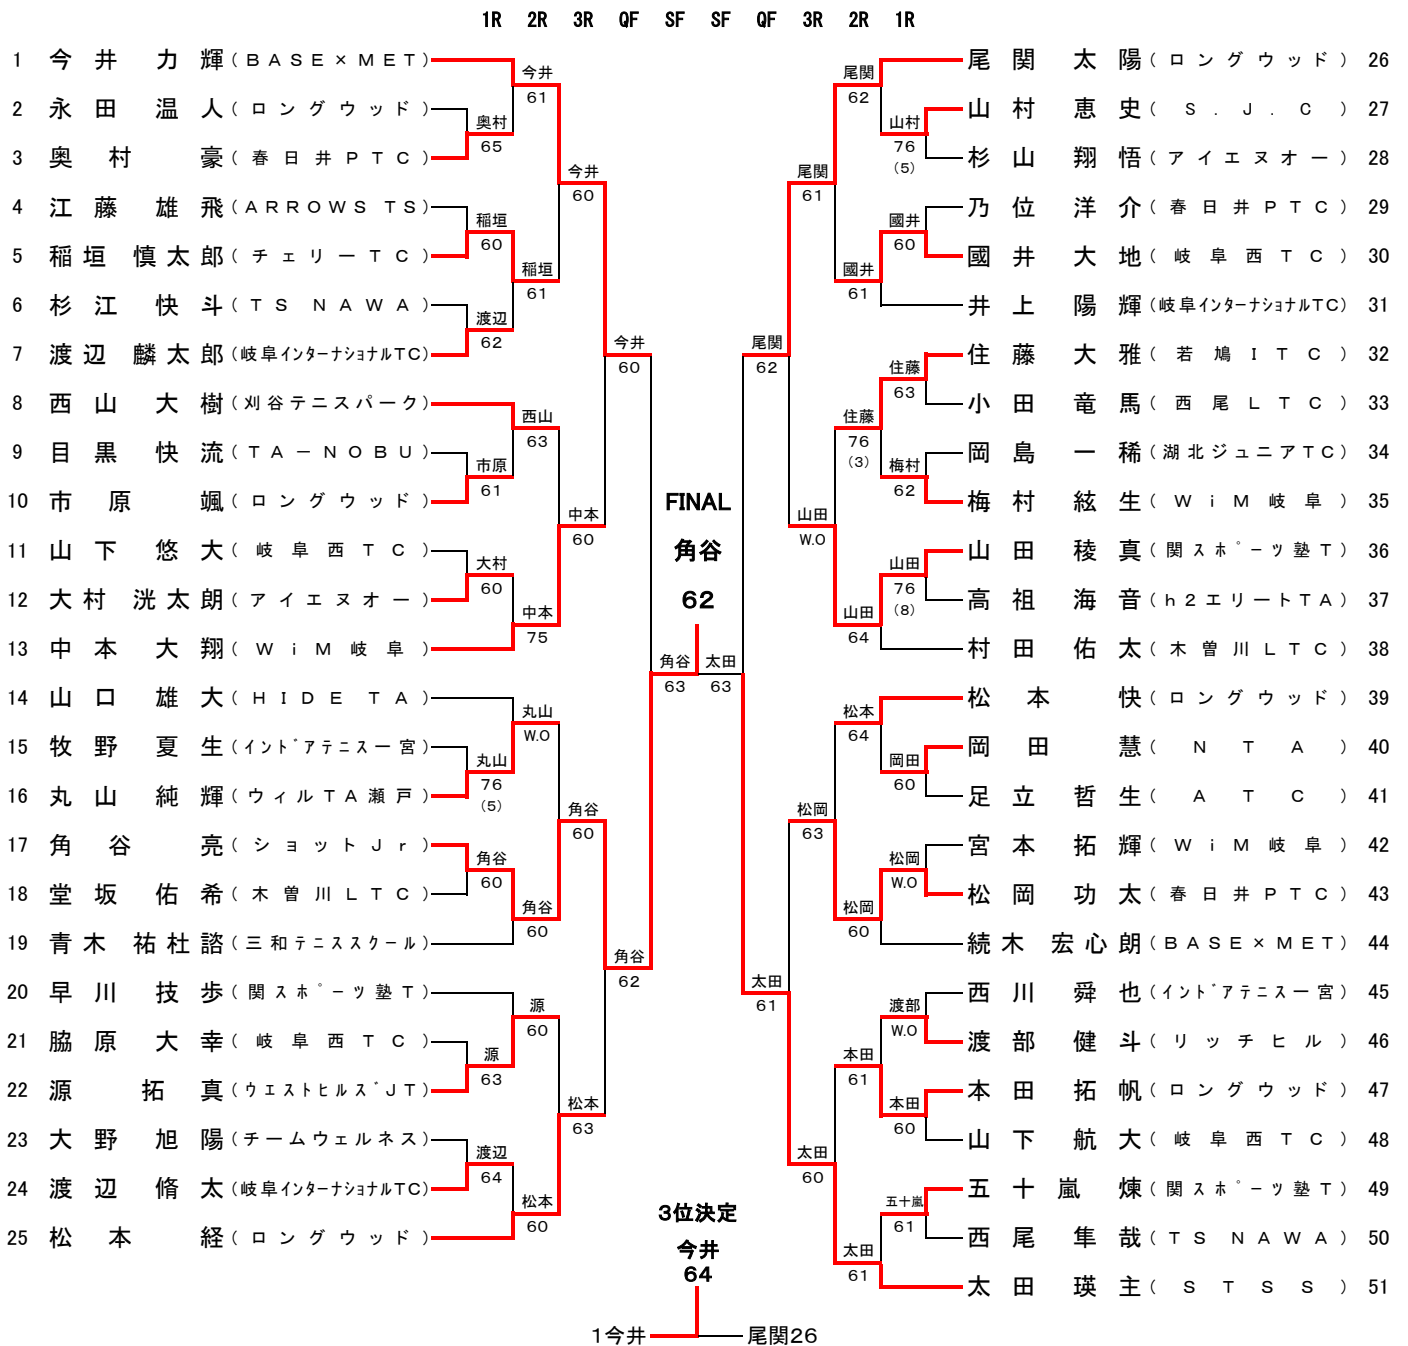 1R 2R 3R QF SF SF QF 3R 2R 1R
1 今井 力輝 (BASE×MET)
2 永田 温人 (ロングウッド)
3 奥村 豪 (春日井PTC)
4 江藤 雄飛 (ARROWS TS)
5 稲垣 慎太郎 (チェリーTC)
6 杉江 快斗 (TS NAWA)
7 渡辺 麟太郎 (岐阜インターナショナルTC)
8 西山 大樹 (刈谷テニスパーク)
9 目黒 快流 (TA－NOBU)
10 市原 颯 (ロングウッド)
11 山下 悠大 (岐阜西TC)
12 大村 洸太朗 (アイエヌオー)
13 中本 大翔 (WiM岐阜)
14 山口 雄大 (HIDE TA)
15 牧野 夏生 (インドアテニス一宮)
16 丸山 純輝 (ウィルTA瀬戸)
17 角谷 亮 (ショットJr)
18 堂坂 佑希 (木曽川LTC)
19 青木 祐杜諮 (三和テニススクール)
20 早川 技歩 (関スポーツ塾T)
21 脇原 大幸 (岐阜西TC)
22 源 拓真 (ウエストヒルズJT)
23 大野 旭陽 (チームウェルネス)
24 渡辺 脩太 (岐阜インターナショナルTC)
25 松本 経 (ロングウッド)
奥村
65
稲垣
60
渡辺
62
市原
61
大村
60
丸山
76
(5)
角谷
60
源
63
渡辺
64
今井
61
稲垣
61
西山
63
中本
75
丸山
W.O
角谷
60
源
60
松本
60
今井
60
中本
60
角谷
60
松本
63
今井
60
角谷
62
角谷
63
FINAL
角谷
62
太田
63
尾関
62
太田
61
尾関
61
山田
W.O
松岡
63
太田
60
尾関
62
國井
61
住藤
76
(3)
山田
64
松本
64
松岡
60
本田
61
太田
61
山村
76
(5)
國井
60
住藤
63
梅村
62
山田
76
(8)
岡田
60
松岡
W.O
渡部
W.O
本田
60
五十嵐
61
尾関 太陽 (ロングウッド) 26
山村 恵史 (S.J.C) 27
杉山 翔悟 (アイエヌオー) 28
乃位 洋介 (春日井PTC) 29
國井 大地 (岐阜西TC) 30
井上 陽輝 (岐阜インターナショナルTC) 31
住藤 大雅 (若鳩ITC) 32
小田 竜馬 (西尾LTC) 33
岡島 一稀 (湖北ジュニアTC) 34
梅村 絃生 (WiM岐阜) 35
山田 稜真 (関スポーツ塾T) 36
高祖 海音 (h2エリートTA) 37
村田 佑太 (木曽川LTC) 38
松本 快 (ロングウッド) 39
岡田 慧 (NTA) 40
足立 哲生 (ATC) 41
宮本 拓輝 (WiM岐阜) 42
松岡 功太 (春日井PTC) 43
続木 宏心朗 (BASE×MET) 44
西川 舜也 (インドアテニス一宮) 45
渡部 健斗 (リッチヒル) 46
本田 拓帆 (ロングウッド) 47
山下 航大 (岐阜西TC) 48
五十嵐 煉 (関スポーツ塾T) 49
西尾 隼哉 (TS NAWA) 50
太田 瑛主 (STSS) 51
3位決定
今井
64
1今井 尾関26